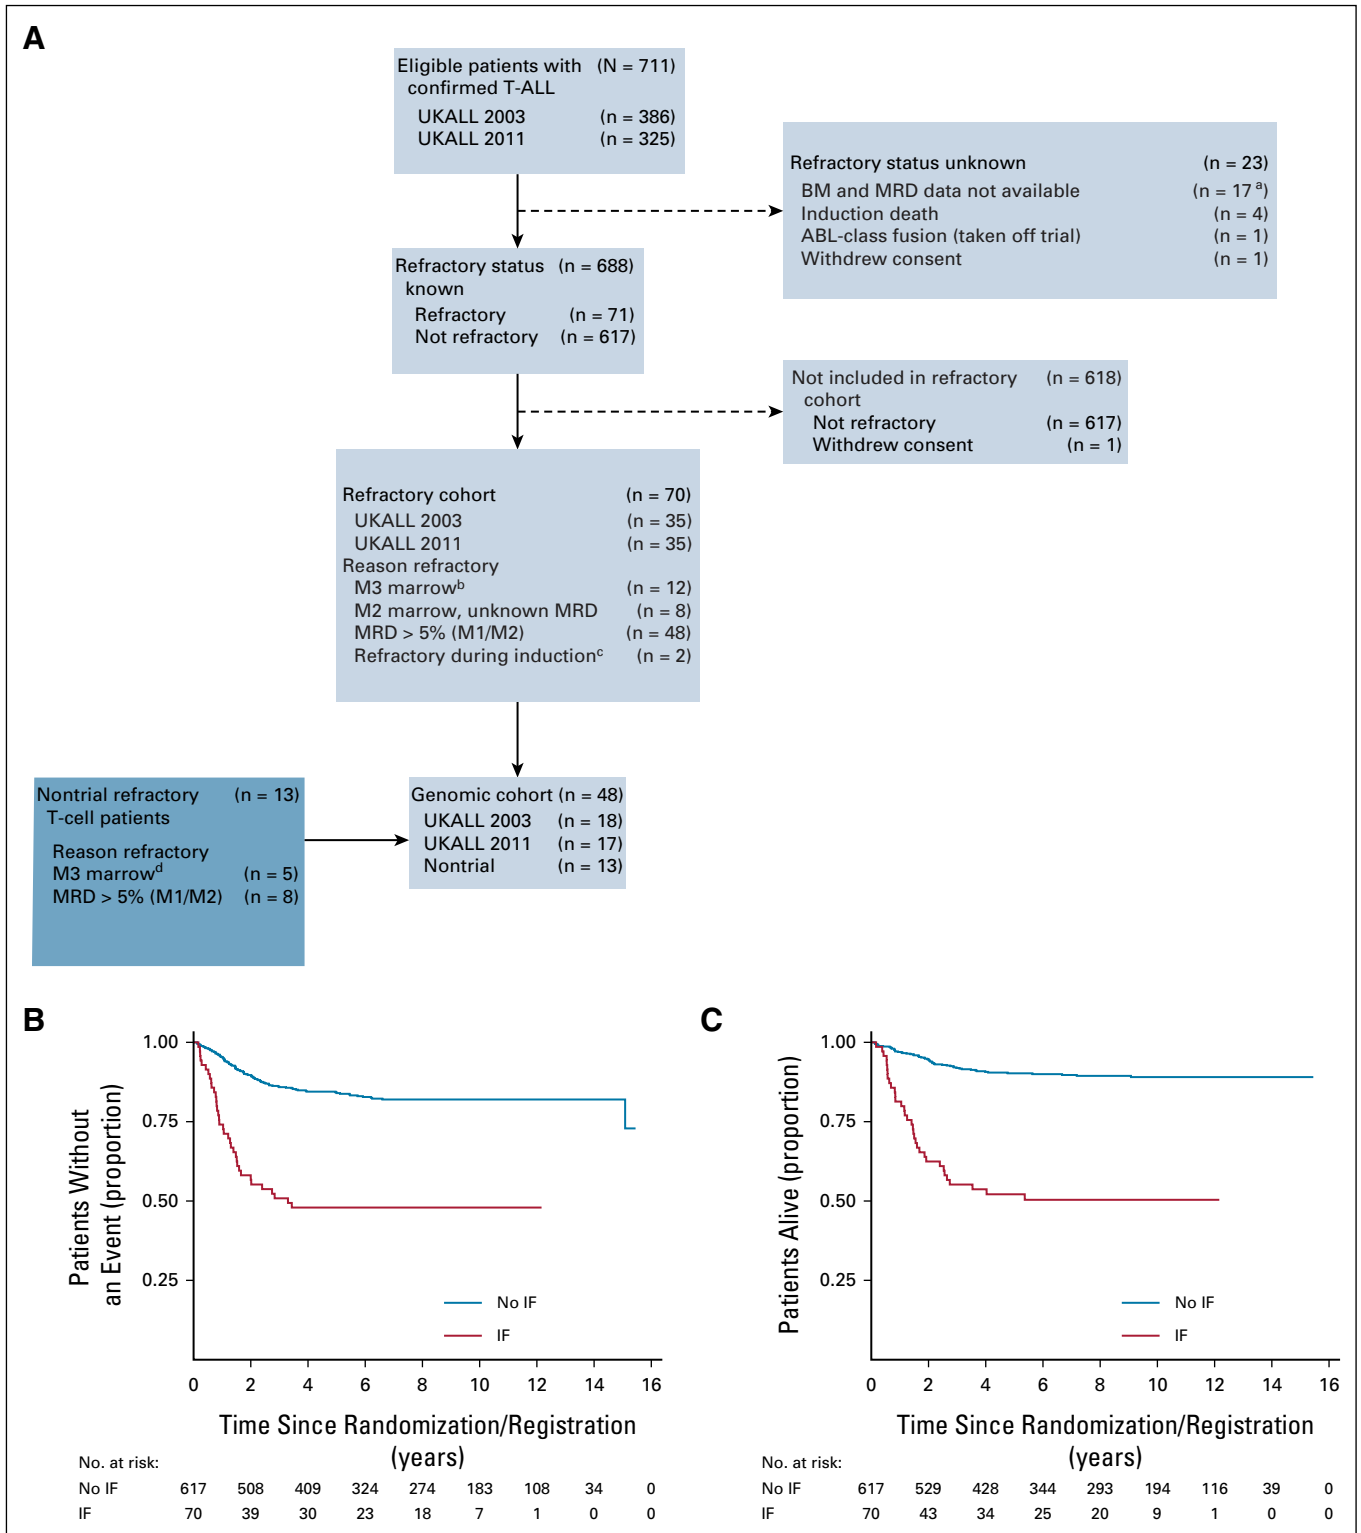 A
Eligible patients with (N = 711)
confirmed T-ALL
UKALL 2003 (n = 386)
UKALL 2011 (n = 325)
Refractory status unknown (n = 23)
BM and MRD data not available (n = 17 a)
Induction death (n = 4)
ABL-class fusion (taken off trial) (n = 1)
Withdrew consent (n = 1)
Refractory status (n = 688)
known
Refractory (n = 71)
Not refractory (n = 617)
Not included in refractory (n = 618)
cohort
Not refractory (n = 617)
Withdrew consent (n = 1)
Refractory cohort (n = 70)
UKALL 2003 (n = 35)
UKALL 2011 (n = 35)
Reason refractory
M3 marrowb (n = 12)
M2 marrow, unknown MRD (n = 8)
MRD > 5% (M1/M2) (n = 48)
Refractory during inductionc (n = 2)
Nontrial refractory (n = 13)
T-cell patients
Reason refractory
M3 marrowd (n = 5)
MRD > 5% (M1/M2) (n = 8)
Genomic cohort (n = 48)
UKALL 2003 (n = 18)
UKALL 2011 (n = 17)
Nontrial (n = 13)
B
Patients Without
an Event (proportion)
1.00
0.75
0.50
0.25
No IF
IF
0 2 4 6 8 10 12 14 16
Time Since Randomization/Registration
(years)
No. at risk:
No IF 617 508 409 324 274 183 108 34 0
IF 70 39 30 23 18 7 1 0 0
C
Patients Alive (proportion)
1.00
0.75
0.50
0.25
No IF
IF
0 2 4 6 8 10 12 14 16
Time Since Randomization/Registration
(years)
No. at risk:
No IF 617 529 428 344 293 194 116 39 0
IF 70 43 34 25 20 9 1 0 0